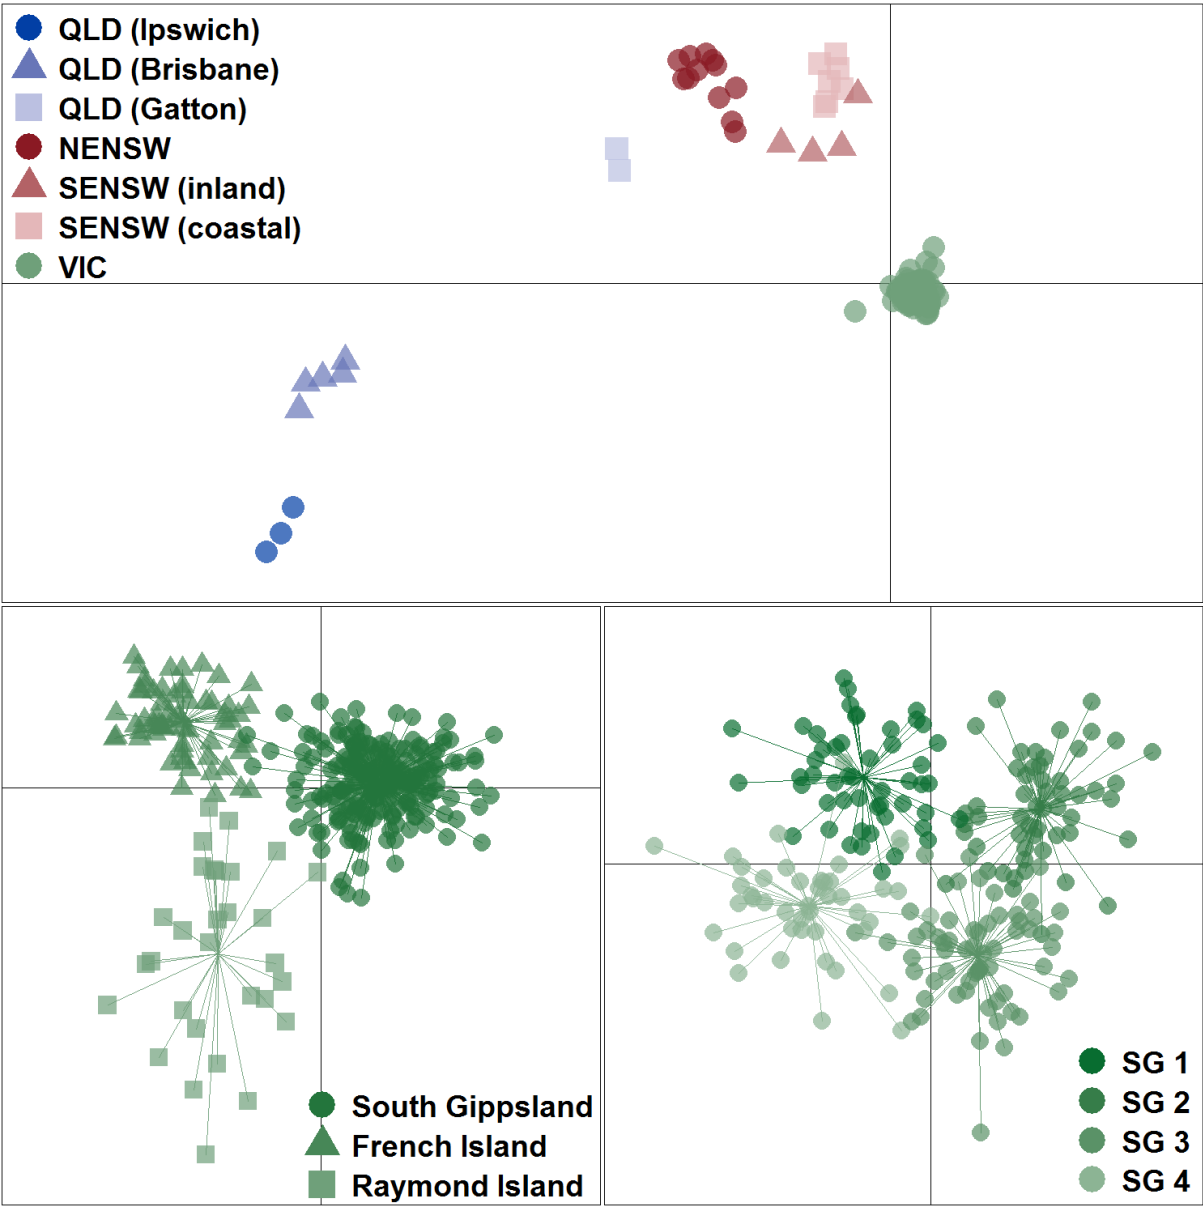 QLD (Ipswich)
QLD (Brisbane)
QLD (Gatton)
NENSW
SENSW (inland)
SENSW (coastal)
VIC
South Gippsland
French Island
Raymond Island
SG 1
SG 2
SG 3
SG 4